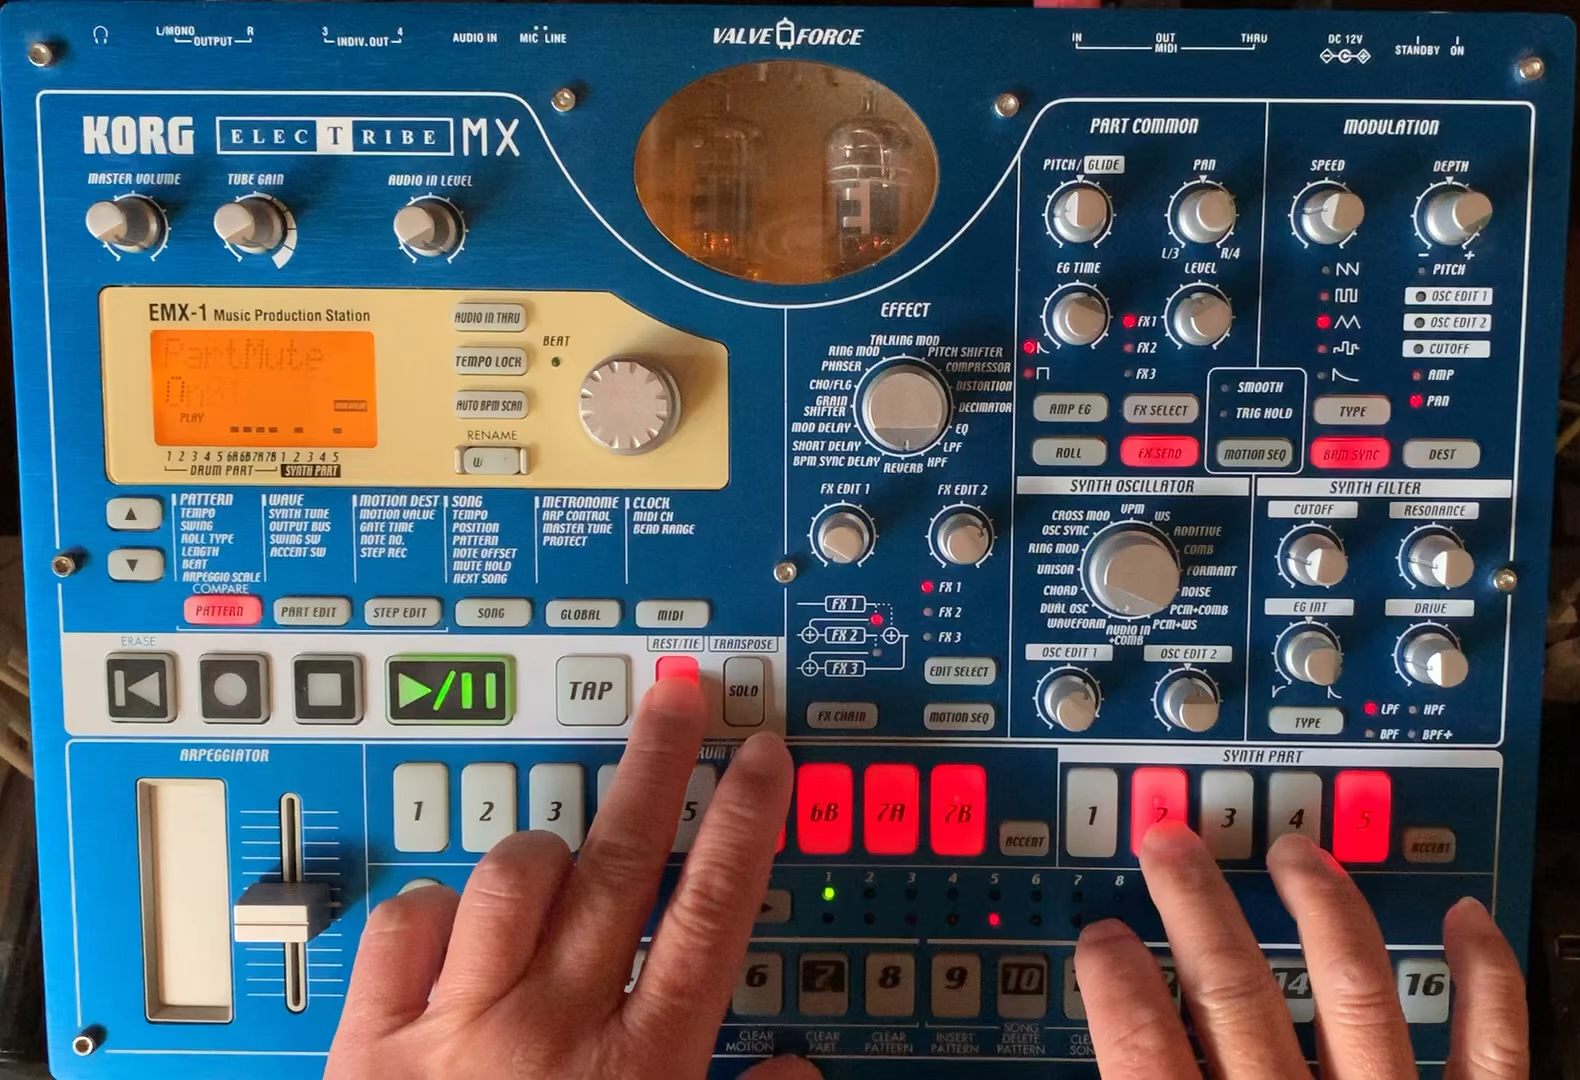 L/MONO R
OUTPUT
3 4
INDIV.OUT
AUDIO IN
MIC LINE
VALVE FORCE
IN OUT THRU
MIDI
DC 12V
STANDBY ON
KORG ELECTRIBE MX
MASTER VOLUME
TUBE GAIN
AUDIO IN LEVEL
EMX-1 Music Production Station
PartMute
On
PLAY
1 2 3 4 5 6A 6B 7A 7B 1 2 3 4 5
DRUM PART SYNTH PART
AUDIO IN THRU
TEMPO LOCK
AUTO BPM SCAN
RENAME
W
BEAT
PATTERN
TEMPO
SWING
ROLL TYPE
LENGTH
BEAT
ARPEGGIO SCALE
WAVE
SYNTH TUNE
OUTPUT BUS
SWING SW
ACCENT SW
MOTION DEST
MOTION VALUE
GATE TIME
NOTE NO.
STEP REC
SONG
TEMPO
POSITION
PATTERN
NOTE OFFSET
MUTE HOLD
NEXT SONG
METRONOME
ARP CONTROL
MASTER TUNE
PROTECT
CLOCK
MIDI CH
BEND RANGE
COMPARE
PATTERN
PART EDIT
STEP EDIT
SONG
GLOBAL
MIDI
ERASE
TAP
REST/TIE
TRANSPOSE
SOLO
EFFECT
TALKING MOD
RING MOD
PHASER
CHO/FLG
GRAIN
SHIFTER
MOD DELAY
SHORT DELAY
BPM SYNC DELAY
REVERB
HPF
LPF
EQ
DECIMATOR
DISTORTION
COMPRESSOR
PITCH SHIFTER
FX EDIT 1
FX EDIT 2
FX 1
FX 2
FX 3
FX 1
FX 2
FX 3
EDIT SELECT
FX CHAIN
MOTION SEQ
PART COMMON
PITCH/GLIDE
PAN
L/3 R/4
EG TIME
LEVEL
FX1
FX2
FX3
AMP EG
FX SELECT
ROLL
FX SEND
SMOOTH
TRIG HOLD
MOTION SEQ
MODULATION
SPEED
DEPTH
- +
PITCH
OSC EDIT 1
OSC EDIT 2
CUTOFF
AMP
PAN
TYPE
BPM SYNC
DEST
SYNTH OSCILLATOR
CROSS MOD
OSC SYNC
RING MOD
UNISON
CHORD
DUAL OSC
WAVEFORM
AUDIO IN
+COMB
PCM+WS
PCM+COMB
NOISE
FORMANT
COMB
ADDITIVE
WS
VPM
OSC EDIT 1
OSC EDIT 2
SYNTH FILTER
CUTOFF
RESONANCE
EG INT
DRIVE
TYPE
LPF
HPF
BPF
BPF+
ARPEGGIATOR
SYNTH PART
1 2 3 5 6B 7A 7B
ACCENT
1 2 3 4 5
ACCENT
1 2 3 4 5 6 7 8
6 7 8 9 10 14 16
CLEAR
MOTION
CLEAR
PART
CLEAR
PATTERN
INSERT
PATTERN
SONG
DELETE
PATTERN